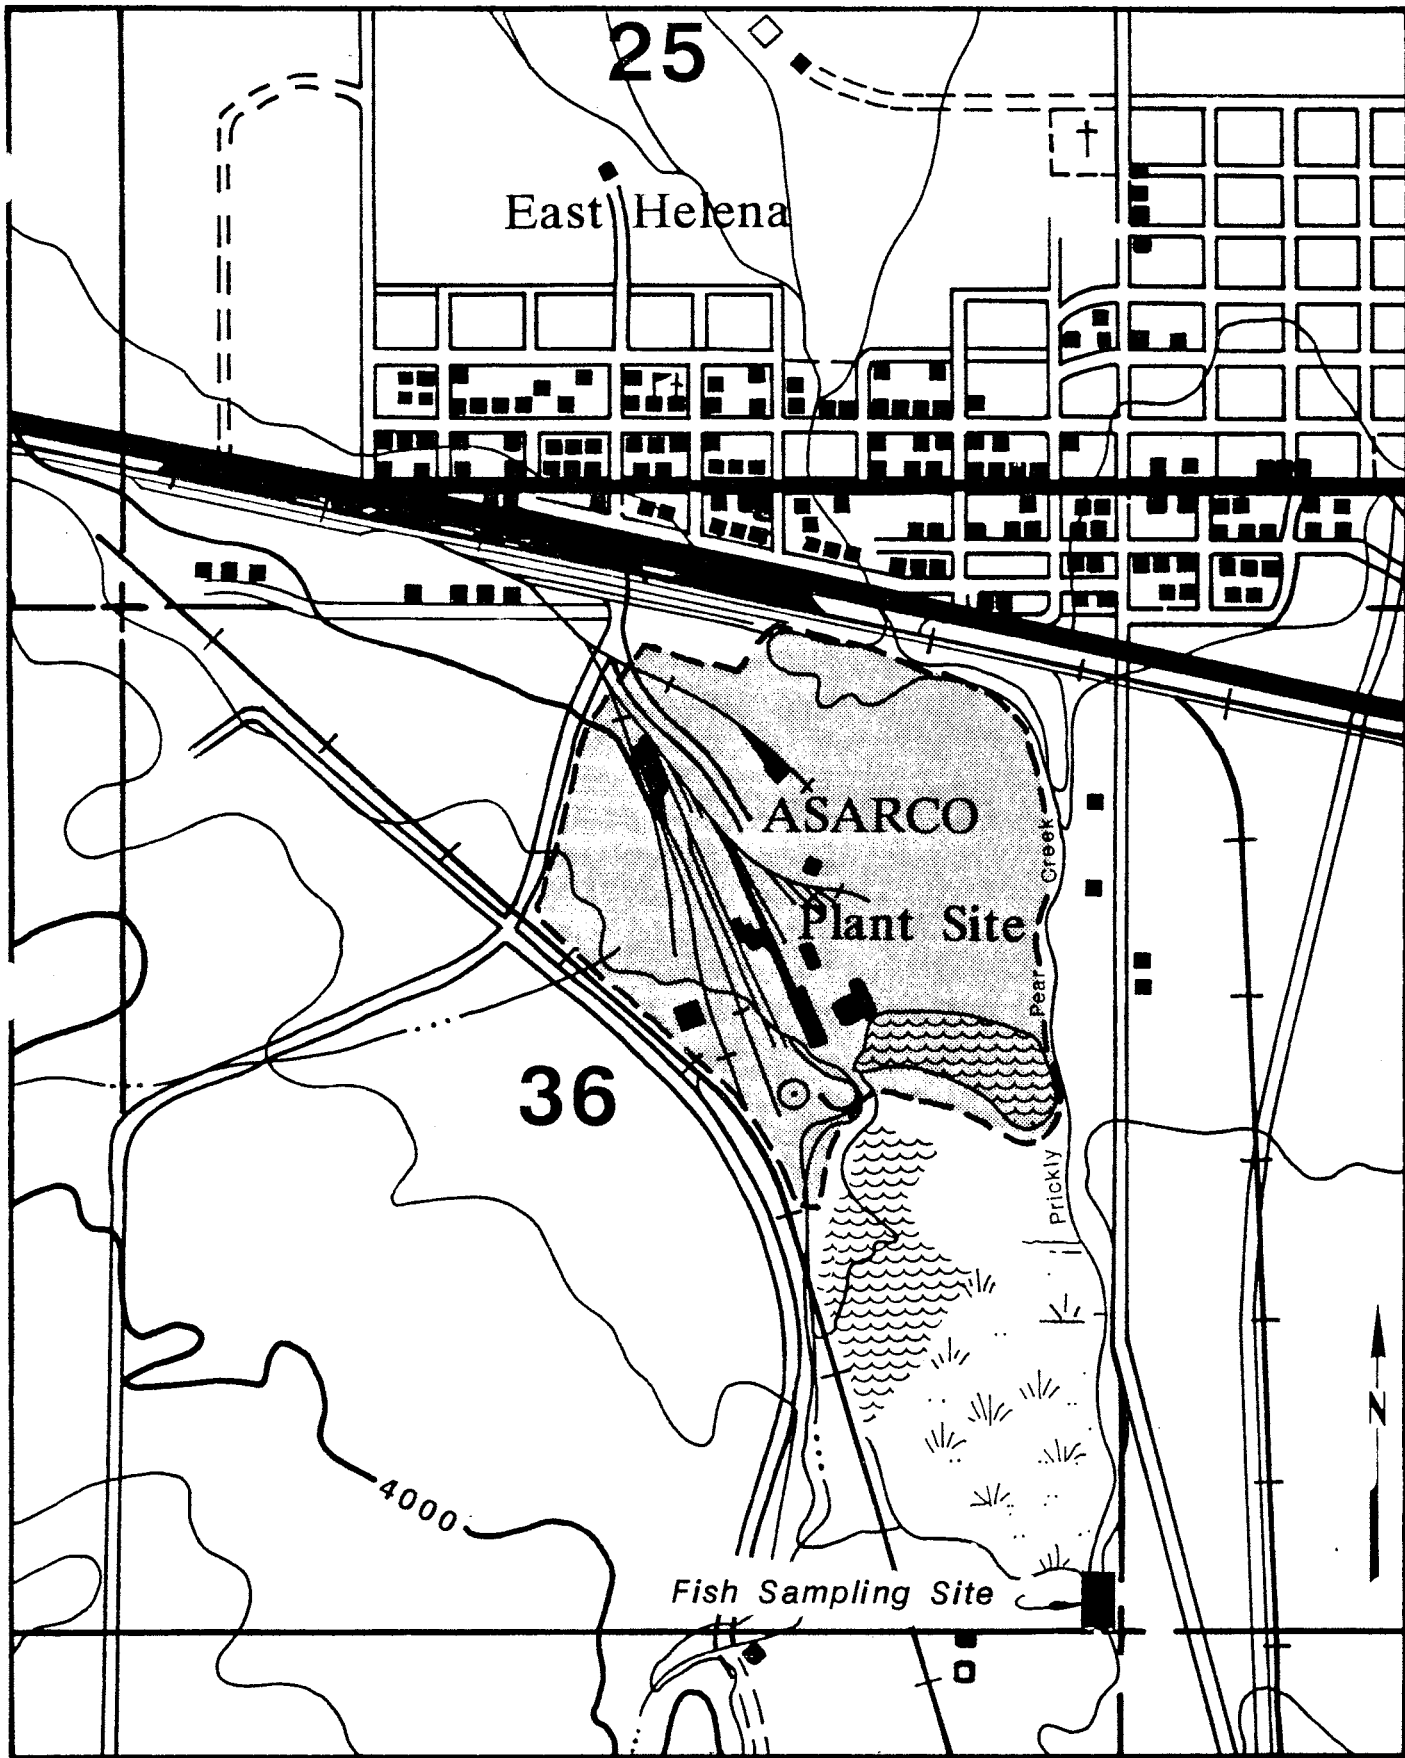 25
East Helena
ASARCO
Plant Site
Prickly Pear Creek
36
N
4000
Fish Sampling Site